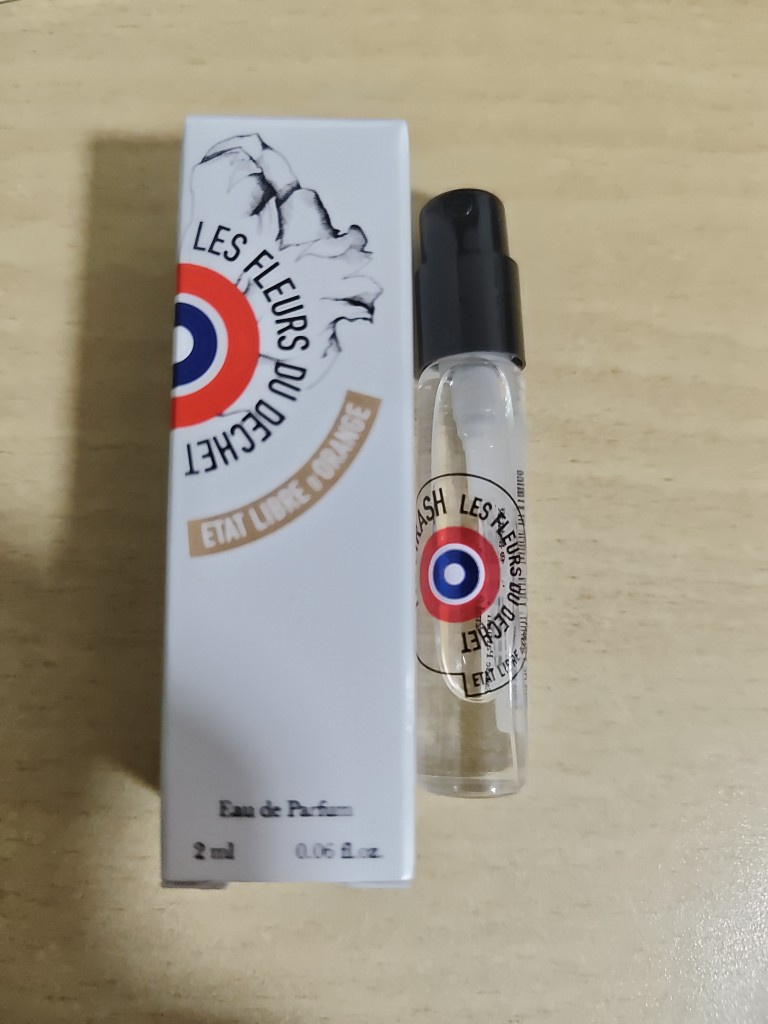 LES FLEURS DU DECHET
ETAT LIBRE d'ORANGE
Eau de Parfum
2 ml 0.06 fl.oz.
LES FLEURS DU DECHET
ETAT LIBRE